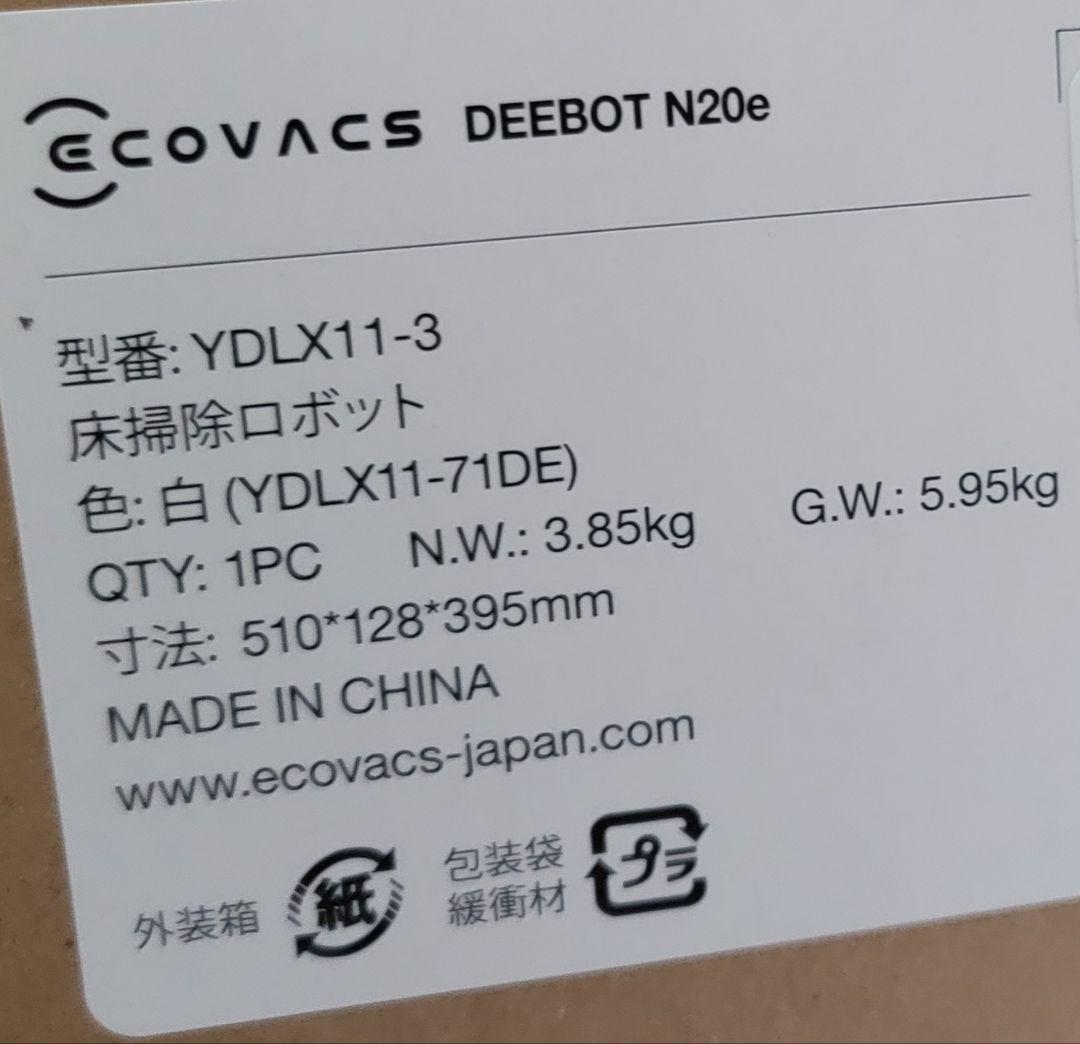 ECOVACS DEEBOT N20e
型番: YDLX11-3
床掃除ロボット
色: 白 (YDLX11-71DE)
QTY: 1PC N.W.: 3.85kg G.W.: 5.95kg
寸法: 510*128*395mm
MADE IN CHINA
www.ecovacs-japan.com
外装箱 紙
包装袋
緩衝材 プラ